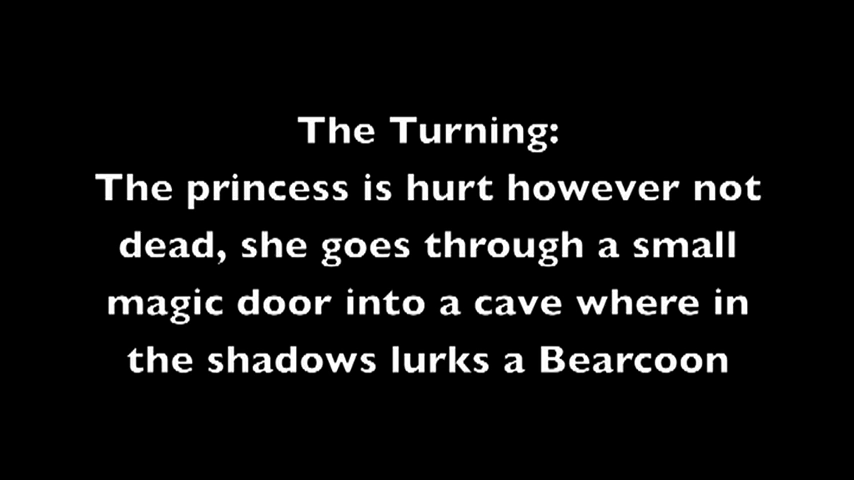 The Turning:
The princess is hurt however not
dead, she goes through a small
magic door into a cave where in
the shadows lurks a Bearcoon